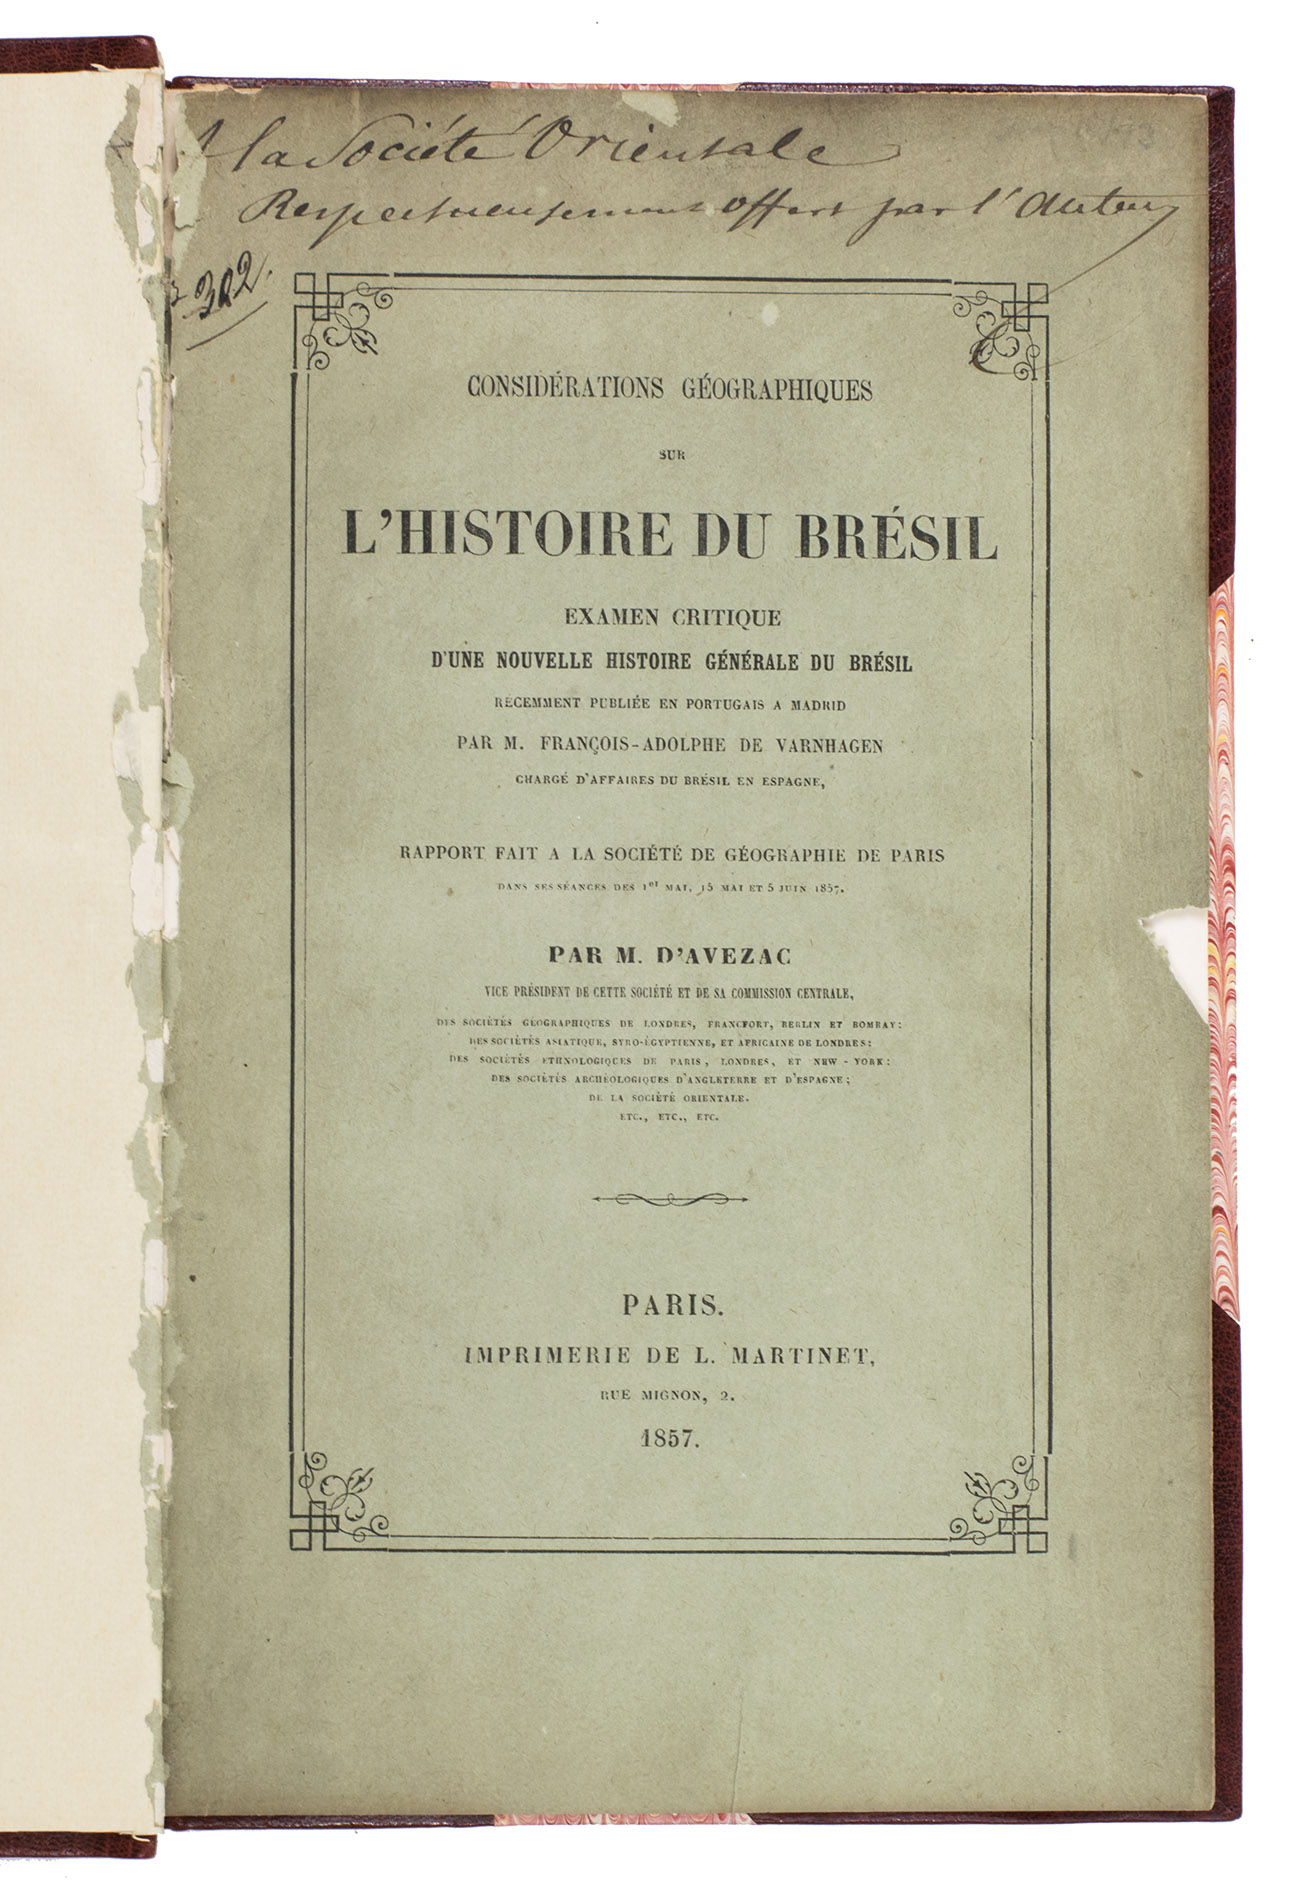 A la Société Orientale
Respectueusement offert par l'Auteur
302.
CONSIDÉRATIONS GÉOGRAPHIQUES
SUR
L'HISTOIRE DU BRÉSIL
EXAMEN CRITIQUE
D'UNE NOUVELLE HISTOIRE GÉNÉRALE DU BRÉSIL
RÉCEMMENT PUBLIÉE EN PORTUGAIS A MADRID
PAR M. FRANÇOIS-ADOLPHE DE VARNHAGEN
CHARGÉ D'AFFAIRES DU BRÉSIL EN ESPAGNE,
RAPPORT FAIT A LA SOCIÉTÉ DE GÉOGRAPHIE DE PARIS
DANS SES SÉANCES DES 1er MAI, 15 MAI ET 5 JUIN 1857.
PAR M. D'AVEZAC
VICE PRÉSIDENT DE CETTE SOCIÉTÉ ET DE SA COMMISSION CENTRALE,
DES SOCIÉTÉS GÉOGRAPHIQUES DE LONDRES, FRANCFORT, BERLIN ET BOMBAY:
DES SOCIÉTÉS ASIATIQUE, SYRO-ÉGYPTIENNE, ET AFRICAINE DE LONDRES:
DES SOCIÉTÉS ETHNOLOGIQUES DE PARIS, LONDRES, ET NEW-YORK:
DES SOCIÉTÉS ARCHÉOLOGIQUES D'ANGLETERRE ET D'ESPAGNE;
DE LA SOCIÉTÉ ORIENTALE.
ETC., ETC., ETC.
PARIS.
IMPRIMERIE DE L. MARTINET,
RUE MIGNON, 2.
1857.